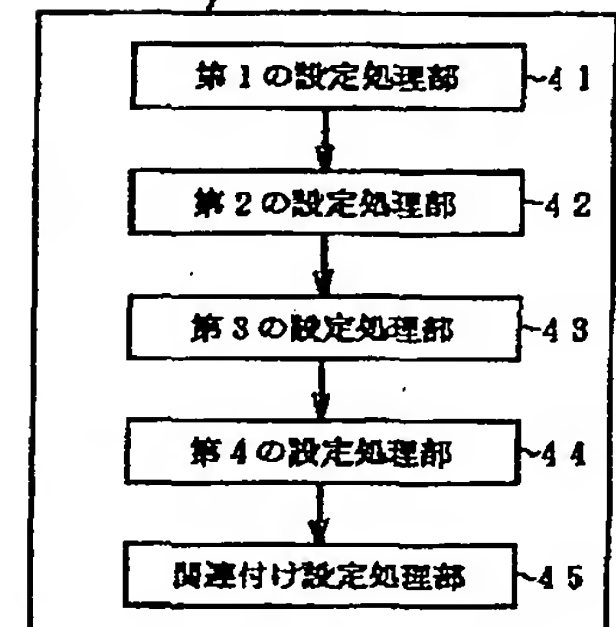 第1の設定処理部 ~41
第2の設定処理部 ~42
第3の設定処理部 ~43
第4の設定処理部 ~44
関連付け設定処理部 ~45